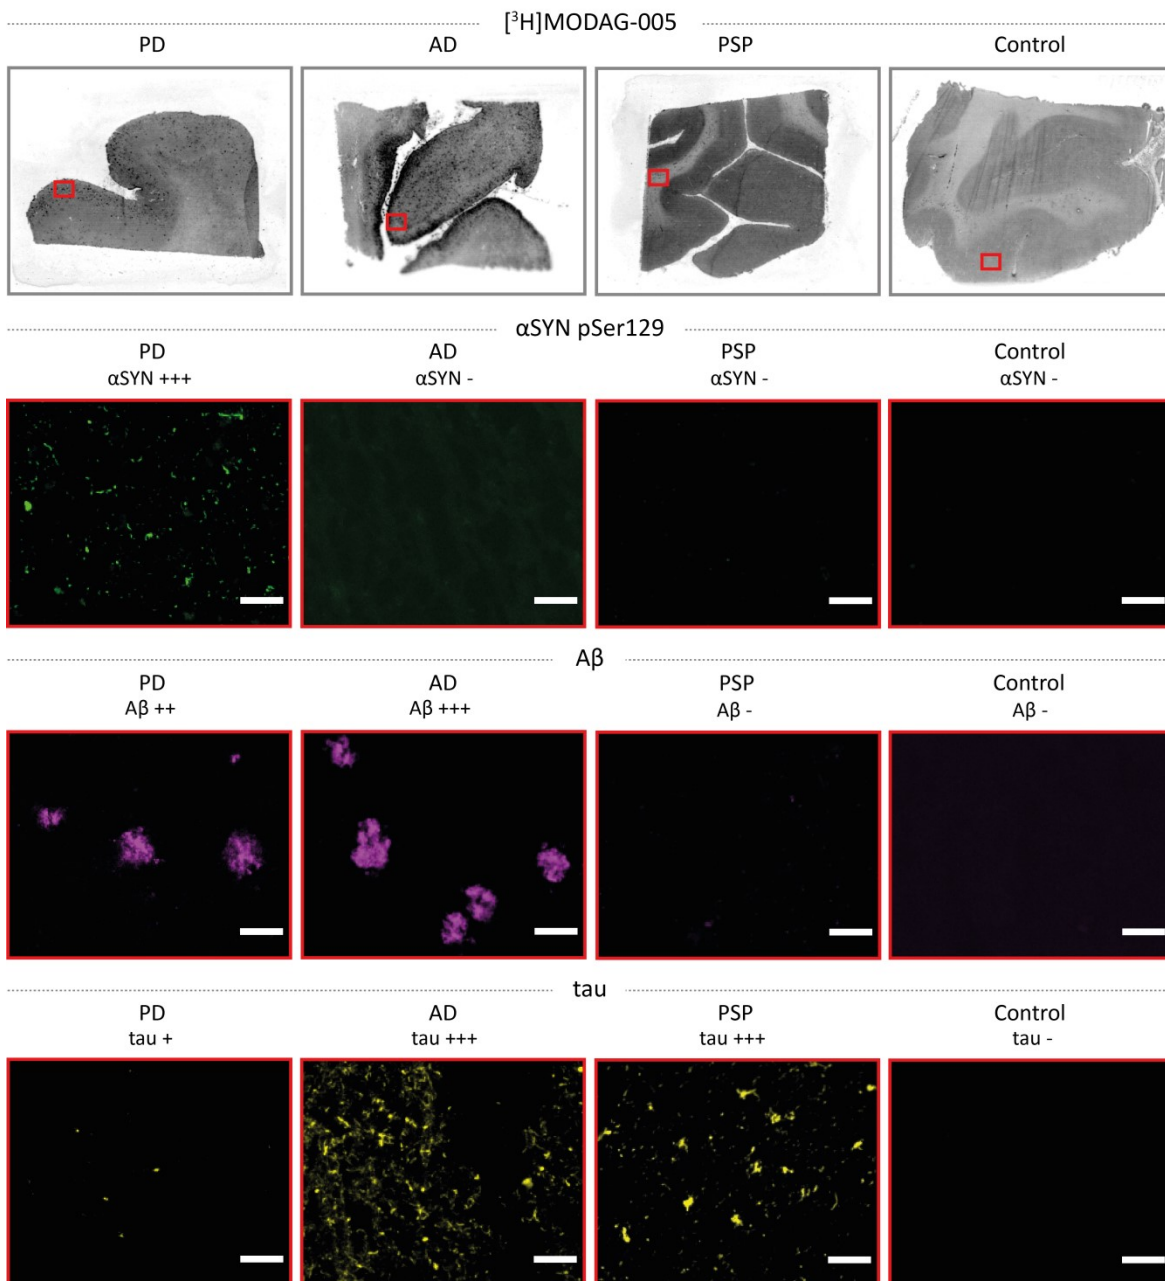 [³H]MODAG-005
PD AD PSP Control
αSYN pSer129
PD AD PSP Control
αSYN +++ αSYN - αSYN - αSYN -
Aβ
PD AD PSP Control
Aβ ++ Aβ +++ Aβ - Aβ -
tau
PD AD PSP Control
tau + tau +++ tau +++ tau -